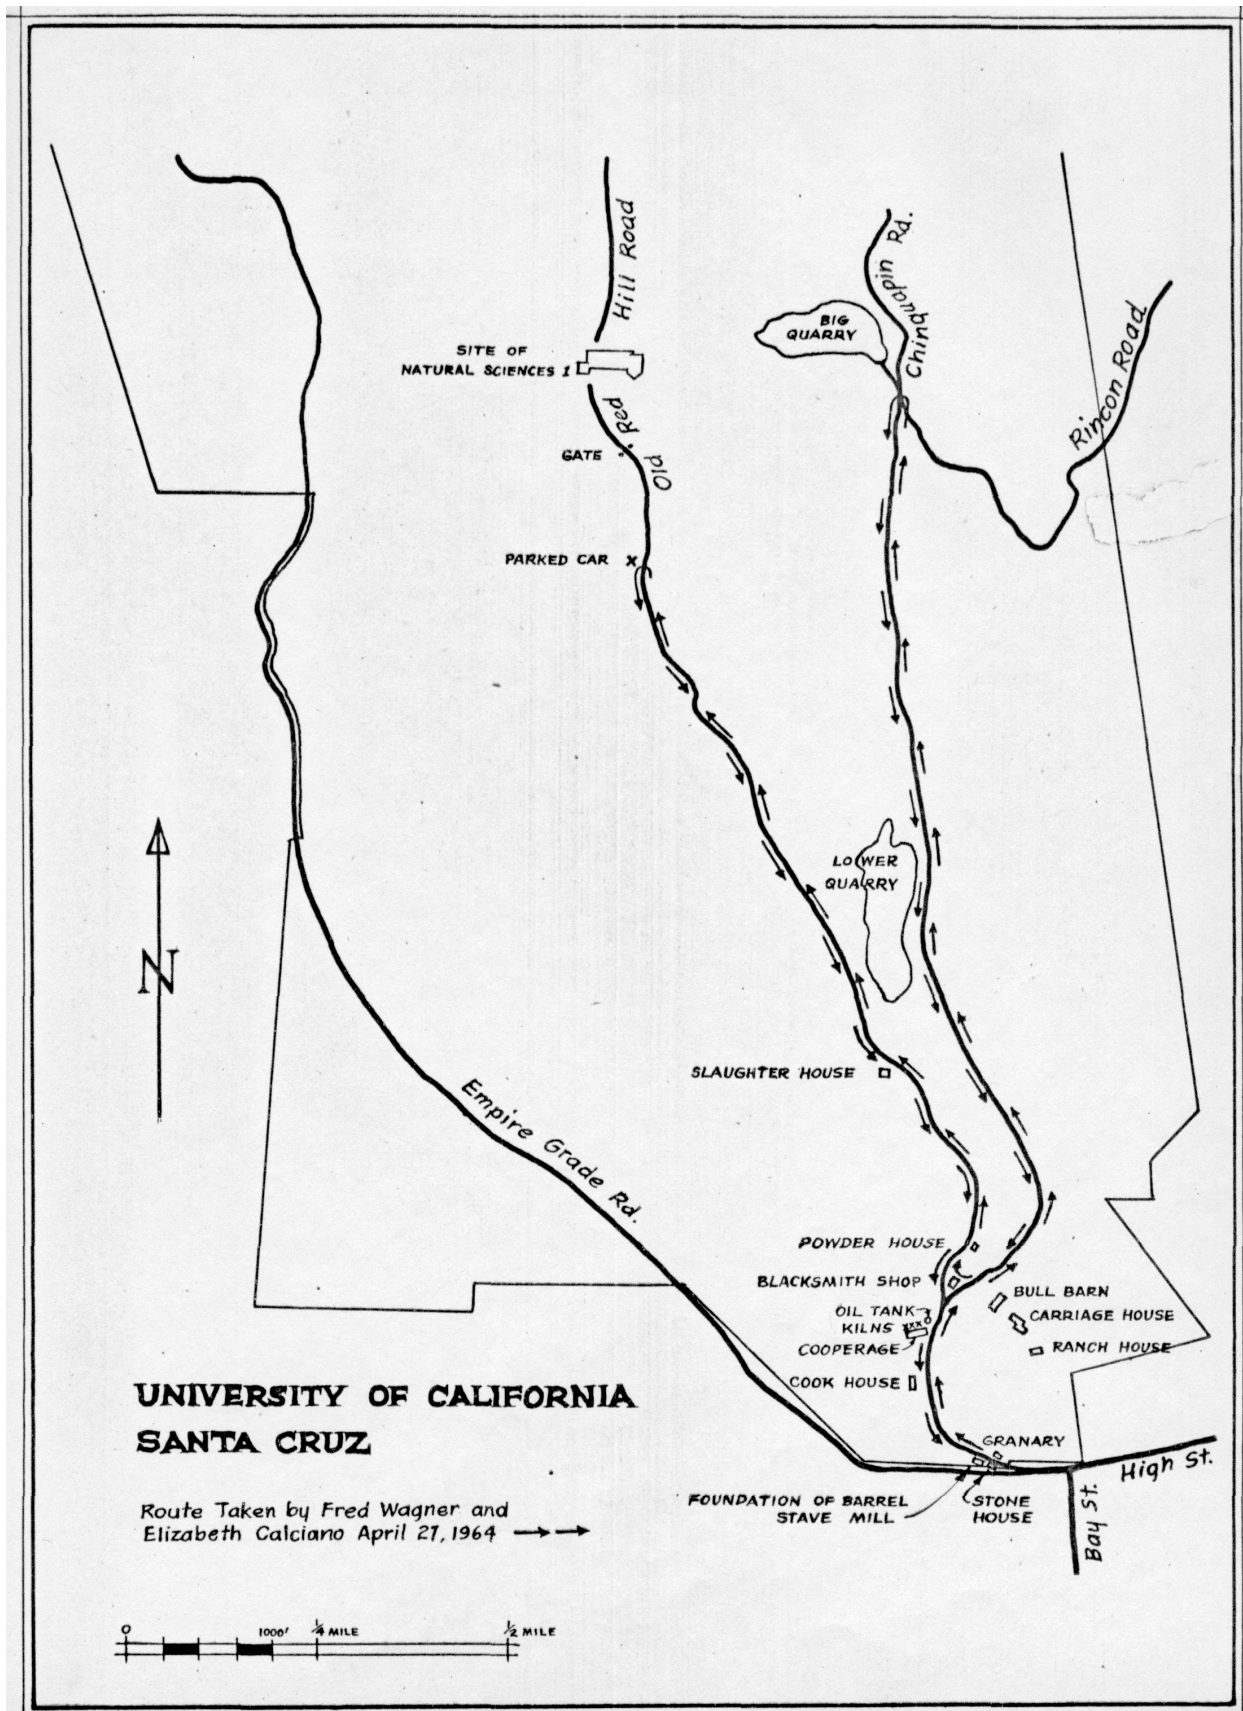 Hill Road
Chinquapin Rd.
BIG
QUARRY
Rincon Road
SITE OF
NATURAL SCIENCES 1
Old Red
GATE
PARKED CAR
LOWER
QUARRY
N
SLAUGHTER HOUSE
Empire Grade Rd.
POWDER HOUSE
BLACKSMITH SHOP
BULL BARN
OIL TANK
CARRIAGE HOUSE
KILNS xxx
COOPERAGE
RANCH HOUSE
COOK HOUSE
UNIVERSITY OF CALIFORNIA
SANTA CRUZ
GRANARY
High St.
Bay St.
FOUNDATION OF BARREL
STAVE MILL
STONE
HOUSE
Route Taken by Fred Wagner and
Elizabeth Calciano April 27, 1964
0 1000' 1/4 MILE 1/2 MILE